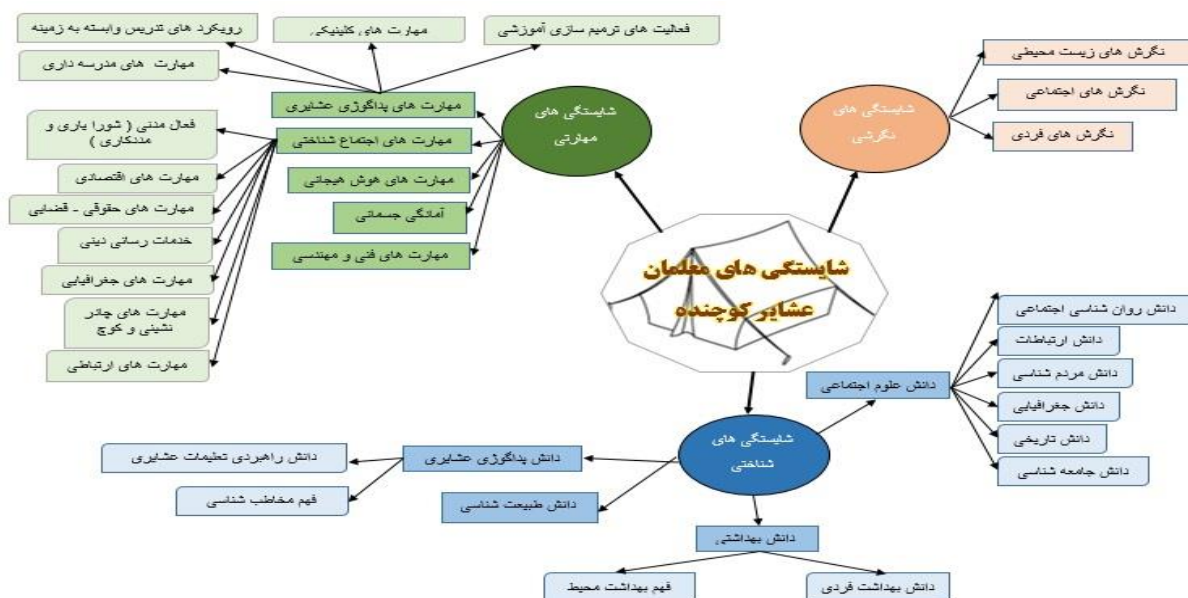 شایستگی های معلمان
عشایر کوچنده
شایستگی های
نگرشی
نگرش های زیست محیطی
نگرش های اجتماعی
نگرش های فردی
شایستگی های
مهارتی
مهارت های پداگوژی عشایری
فعالیت های ترمیم سازی آموزشی
مهارت های کلینیکی
رویکرد های تدریس وابسته به زمینه
مهارت های مدرسه داری
مهارت های اجتماع شناختی
فعال مدنی ( شورا یاری و
مددکاری )
مهارت های اقتصادی
مهارت های حقوقی - قضایی
خدمات رسانی دینی
مهارت های جغرافیایی
مهارت های چادر
نشینی و کوچ
مهارت های ارتباطی
مهارت های هوش هیجانی
آمادگی جسمانی
مهارت های فنی و مهندسی
شایستگی های
شناختی
دانش علوم اجتماعی
دانش روان شناسی اجتماعی
دانش ارتباطات
دانش مردم شناسی
دانش جغرافیایی
دانش تاریخی
دانش جامعه شناسی
دانش پداگوژی عشایری
دانش راهبردی تعلیمات عشایری
فهم مخاطب شناسی
دانش طبیعت شناسی
دانش بهداشتی
دانش بهداشت فردی
فهم بهداشت محیط